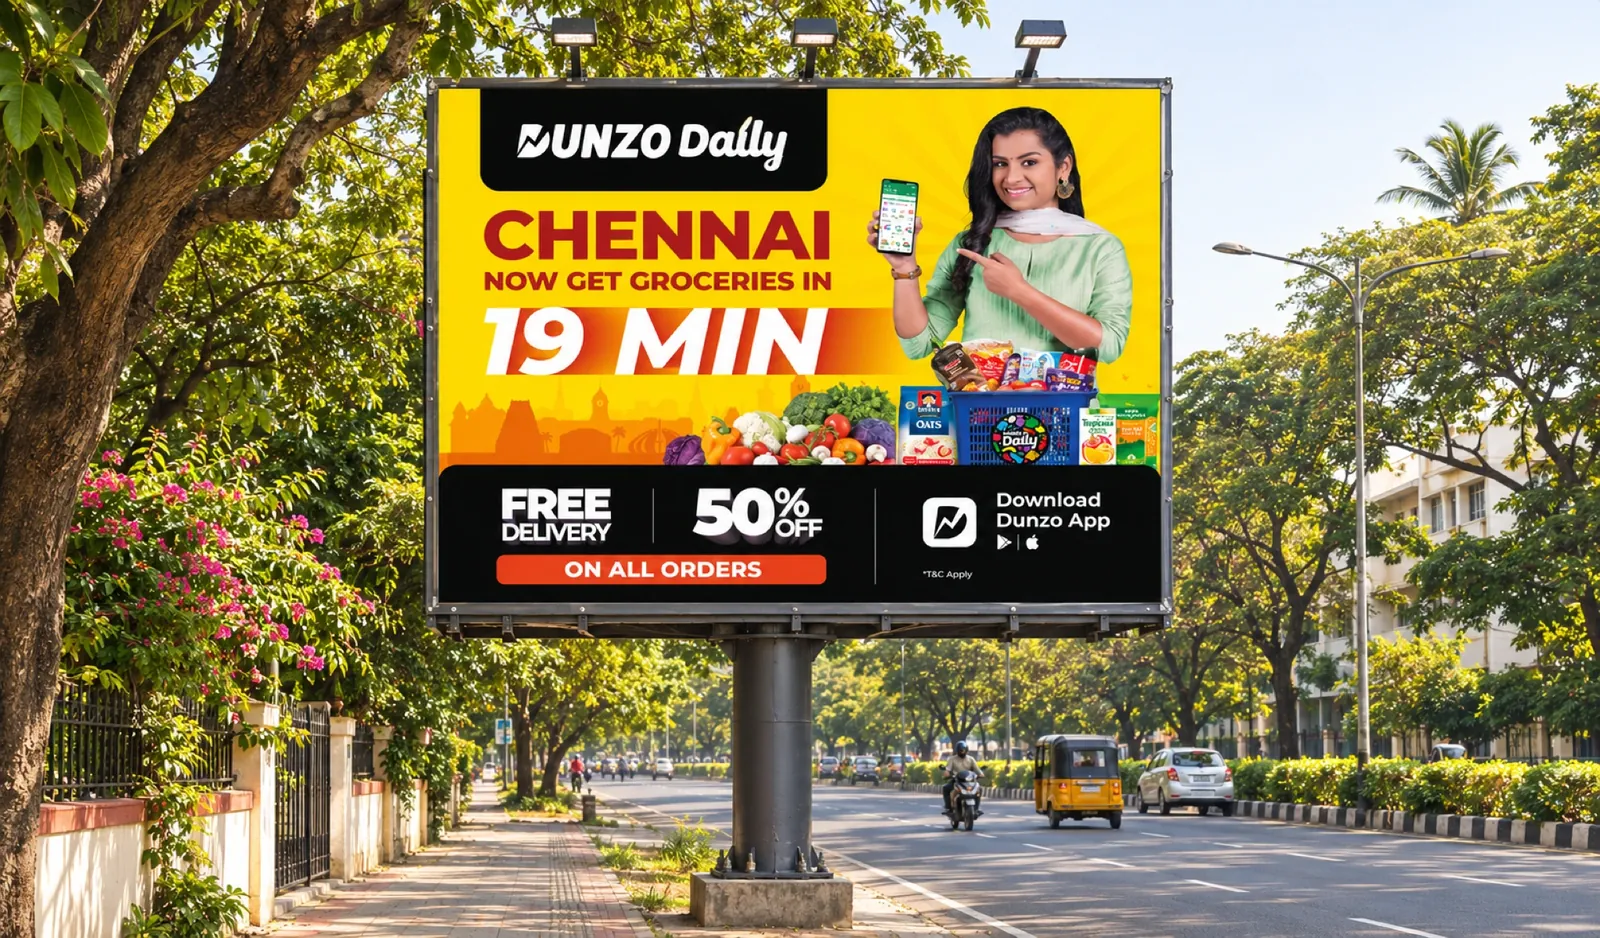 DUNZO Daily
CHENNAI
NOW GET GROCERIES IN
19 MIN
OATS
Tropicana
Daily
FREE
DELIVERY
50%
OFF
ON ALL ORDERS
Download
Dunzo App
*T&C Apply